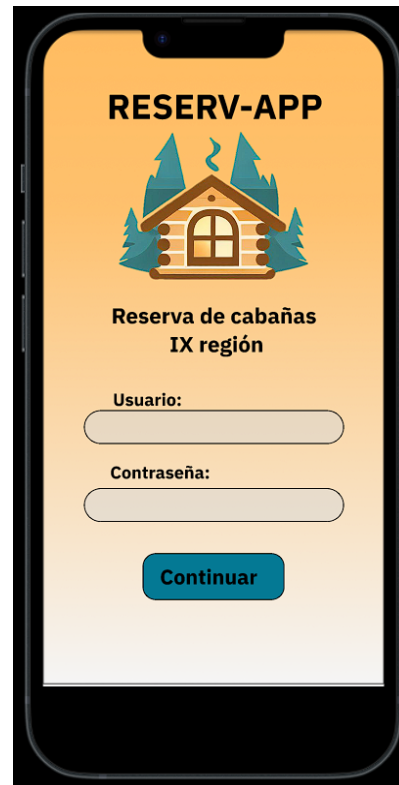 RESERV-APP
Reserva de cabañas
IX región
Usuario:
Contraseña:
Continuar